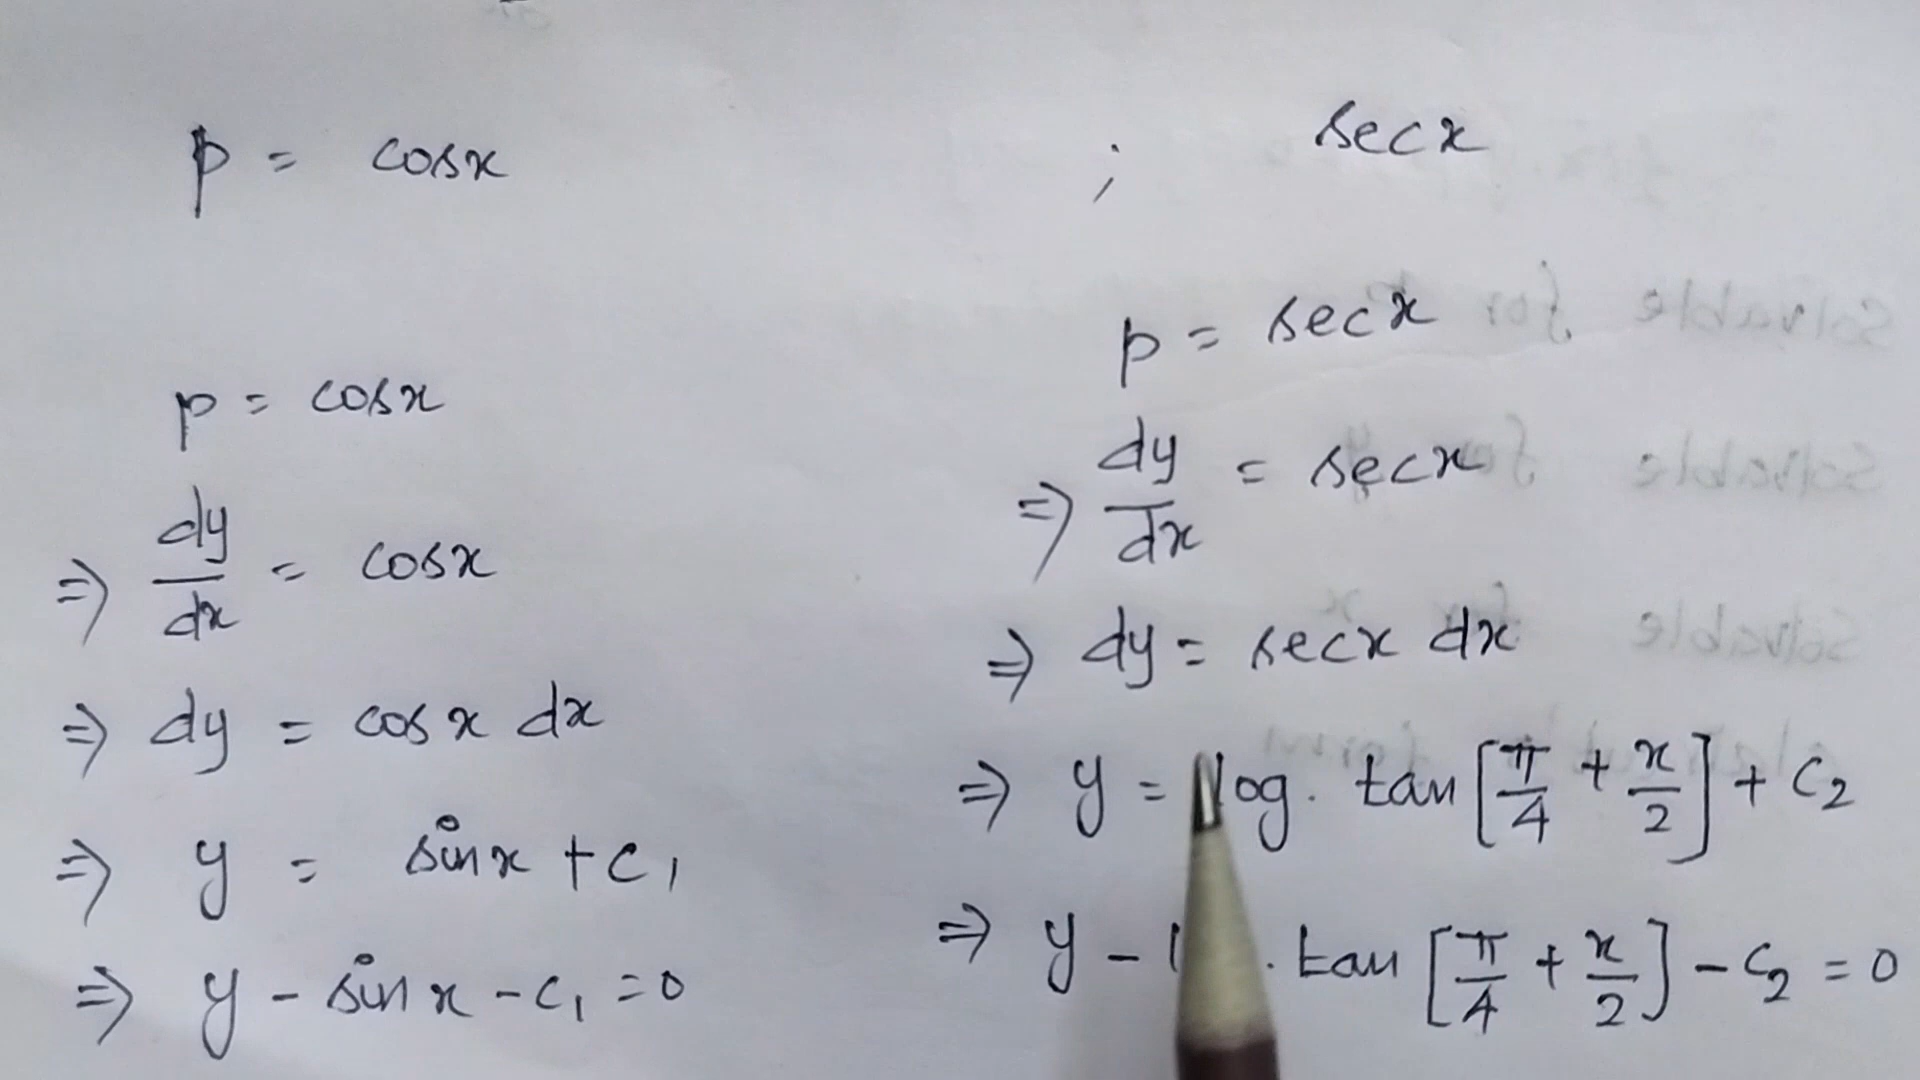 p = cosx ; secx
p = secx
p = cosx
⇒ dy/dx = secx
⇒ dy/dx = cosx
⇒ dy = secx dx
⇒ dy = cosx dx
⇒ y = log. tan [π/4 + x/2] + c₂
⇒ y = sinx + c₁
⇒ y - . tan [π/4 + x/2] - c₂ = 0
⇒ y - sinx - c₁ = 0